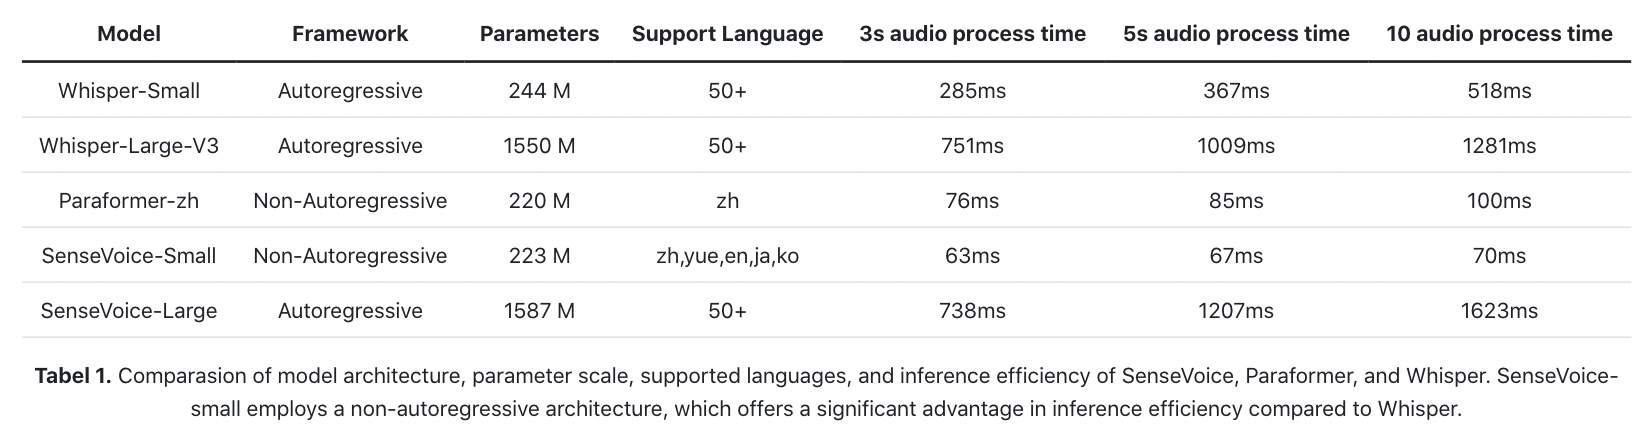 Model Framework Parameters Support Language 3s audio process time 5s audio process time 10 audio process time
Whisper-Small Autoregressive 244 M 50+ 285ms 367ms 518ms
Whisper-Large-V3 Autoregressive 1550 M 50+ 751ms 1009ms 1281ms
Paraformer-zh Non-Autoregressive 220 M zh 76ms 85ms 100ms
SenseVoice-Small Non-Autoregressive 223 M zh,yue,en,ja,ko 63ms 67ms 70ms
SenseVoice-Large Autoregressive 1587 M 50+ 738ms 1207ms 1623ms
Tabel 1. Comparasion of model architecture, parameter scale, supported languages, and inference efficiency of SenseVoice, Paraformer, and Whisper. SenseVoice-
small employs a non-autoregressive architecture, which offers a significant advantage in inference efficiency compared to Whisper.